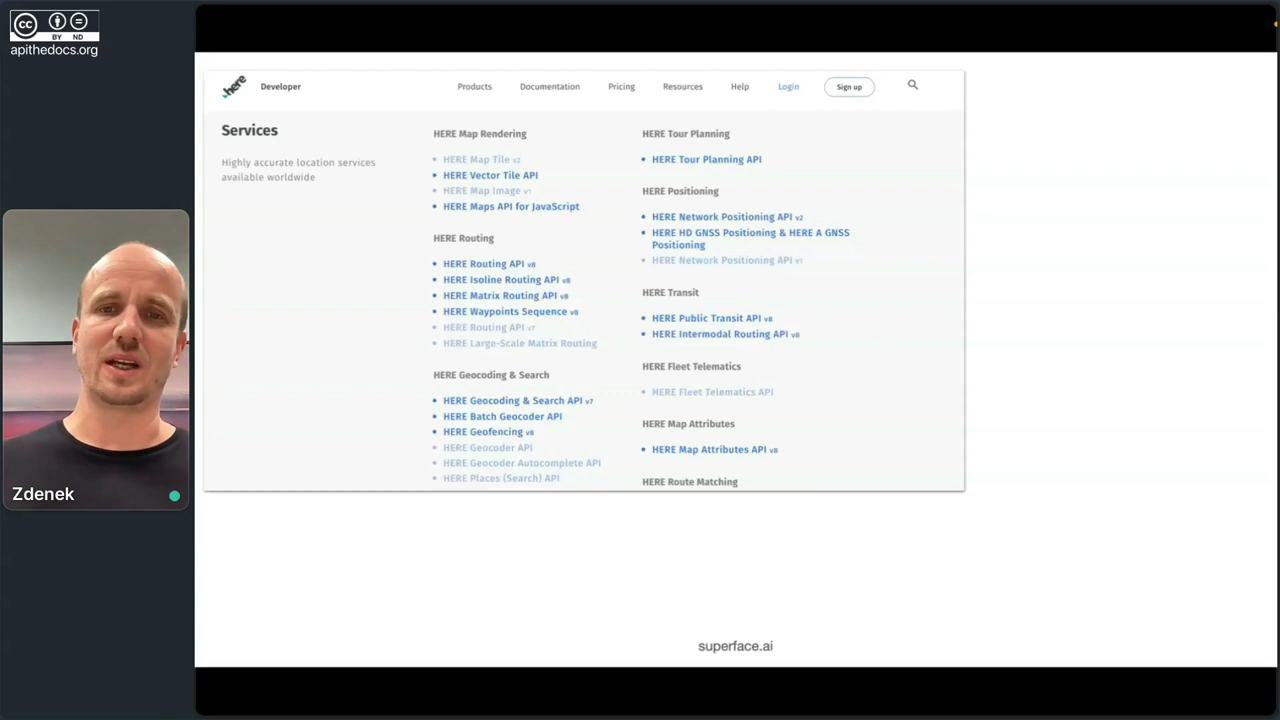 CC
BY ND
apithedocs.org
here
Developer
Products
Documentation
Pricing
Resources
Help
Login
Sign up
Services
Highly accurate location services
available worldwide
HERE Map Rendering
HERE Map Tile v2
HERE Vector Tile API
HERE Map Image v1
HERE Maps API for JavaScript
HERE Routing
HERE Routing API v8
HERE Isoline Routing API v8
HERE Matrix Routing API v8
HERE Waypoints Sequence v8
HERE Routing API v7
HERE Large-Scale Matrix Routing
HERE Geocoding & Search
HERE Geocoding & Search API v7
HERE Batch Geocoder API
HERE Geofencing v8
HERE Geocoder API
HERE Geocoder Autocomplete API
HERE Places (Search) API
HERE Tour Planning
HERE Tour Planning API
HERE Positioning
HERE Network Positioning API v2
HERE HD GNSS Positioning & HERE A GNSS
Positioning
HERE Network Positioning API v1
HERE Transit
HERE Public Transit API v8
HERE Intermodal Routing API v8
HERE Fleet Telematics
HERE Fleet Telematics API
HERE Map Attributes
HERE Map Attributes API v8
HERE Route Matching
Zdenek
superface.ai